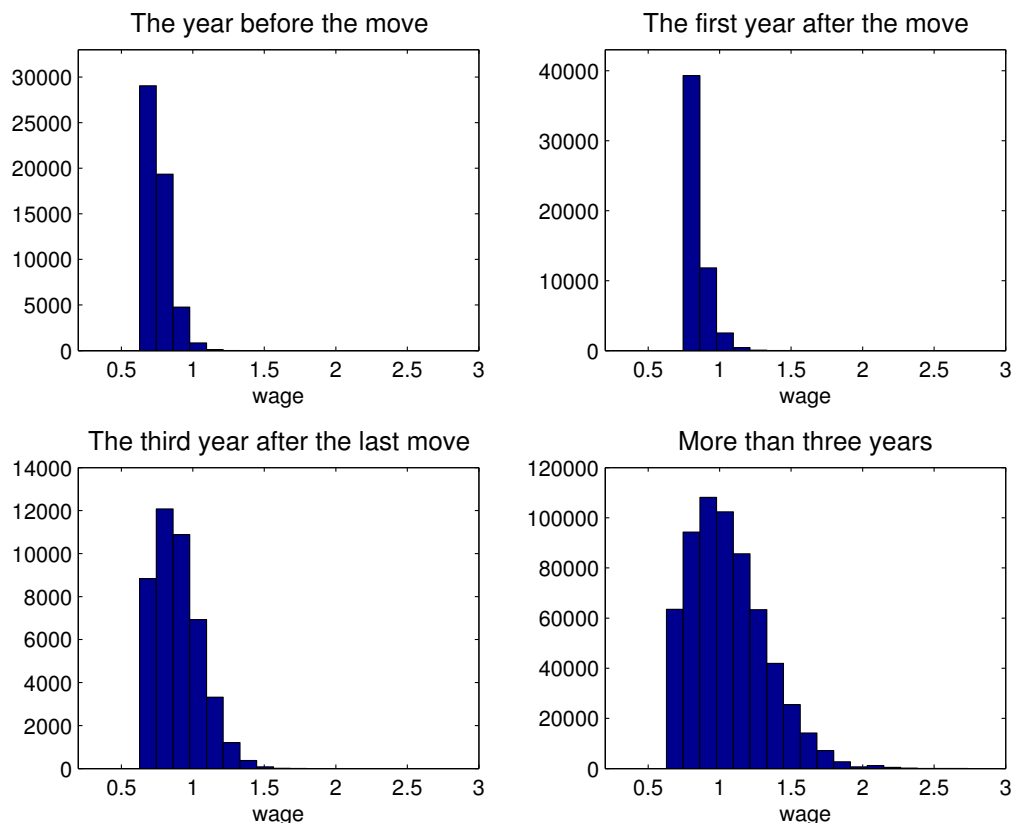 The year before the move
30000
25000
20000
15000
10000
5000
0
0.5 1 1.5 2 2.5 3
wage
The first year after the move
40000
30000
20000
10000
0
0.5 1 1.5 2 2.5 3
wage
The third year after the last move
14000
12000
10000
8000
6000
4000
2000
0
0.5 1 1.5 2 2.5 3
wage
More than three years
120000
100000
80000
60000
40000
20000
0
0.5 1 1.5 2 2.5 3
wage